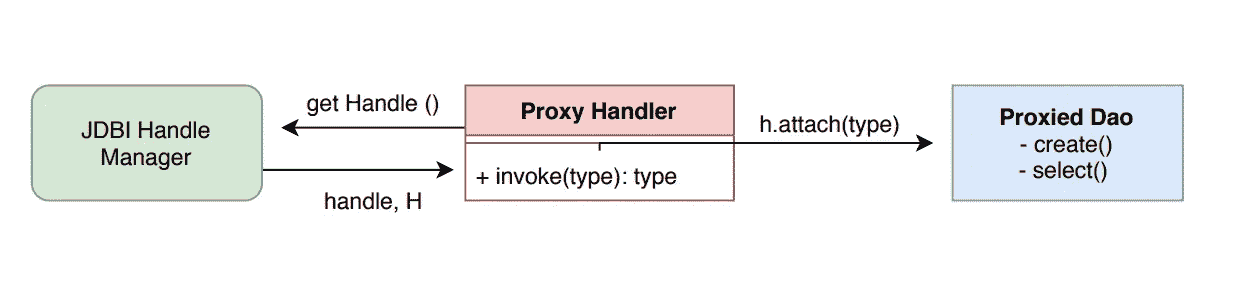 JDBI Handle
Manager
get Handle ()
handle, H
Proxy Handler
+ invoke(type): type
h.attach(type)
Proxied Dao
- create()
- select()